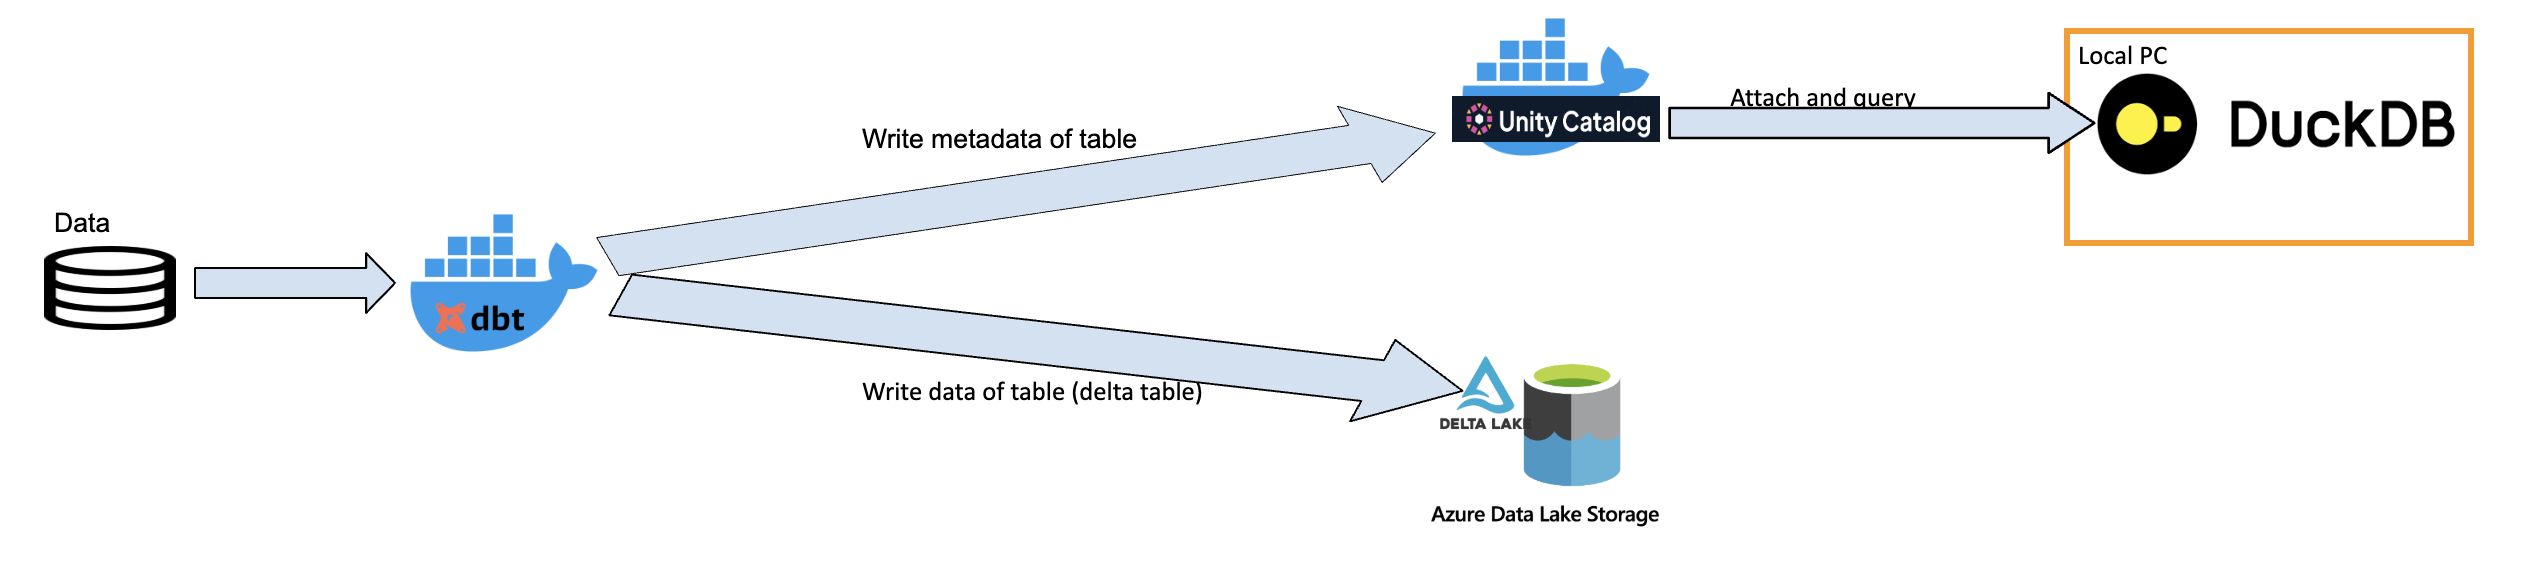 Data
dbt
Write metadata of table
Write data of table (delta table)
Unity Catalog
Attach and query
DELTA LAKE
Azure Data Lake Storage
Local PC
DuckDB